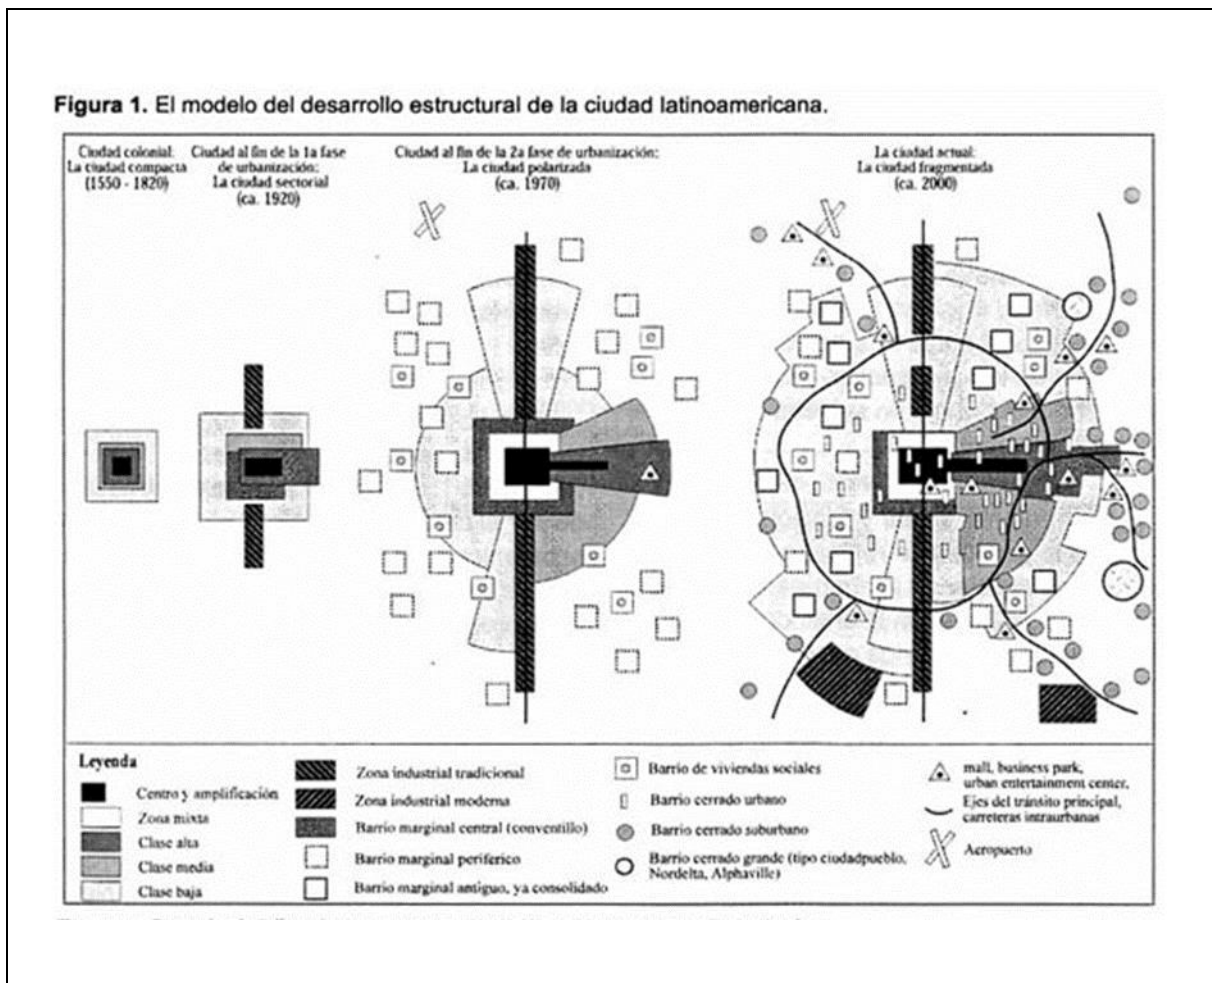 Figura 1. El modelo del desarrollo estructural de la ciudad latinoamericana.
Ciudad colonial:
La ciudad compacta
(1550 - 1820)
Ciudad al fin de la 1a fase
de urbanización:
La ciudad sectorial
(ca. 1920)
Ciudad al fin de la 2a fase de urbanización:
La ciudad polarizada
(ca. 1970)
La ciudad actual:
La ciudad fragmentada
(ca. 2000)
Leyenda
Centro y amplificación
Zona mixta
Clase alta
Clase media
Clase baja
Zona industrial tradicional
Zona industrial moderna
Barrio marginal central (conventillo)
Barrio marginal periférico
Barrio marginal antiguo, ya consolidado
Barrio de viviendas sociales
Barrio cerrado urbano
Barrio cerrado suburbano
Barrio cerrado grande (tipo ciudadpueblo,
Nordelta, Alphaville)
mall, business park,
urban entertainment center,
Ejes del tránsito principal,
carreteras intraurbanas
Aeropuerto